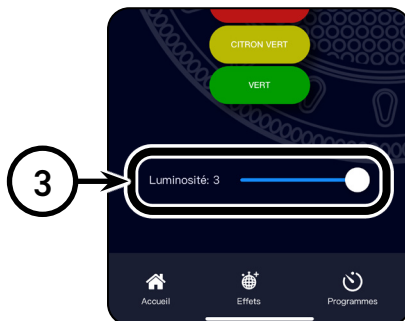 CITRON VERT
VERT
3
Luminosité: 3
Accueil Effets Programmes